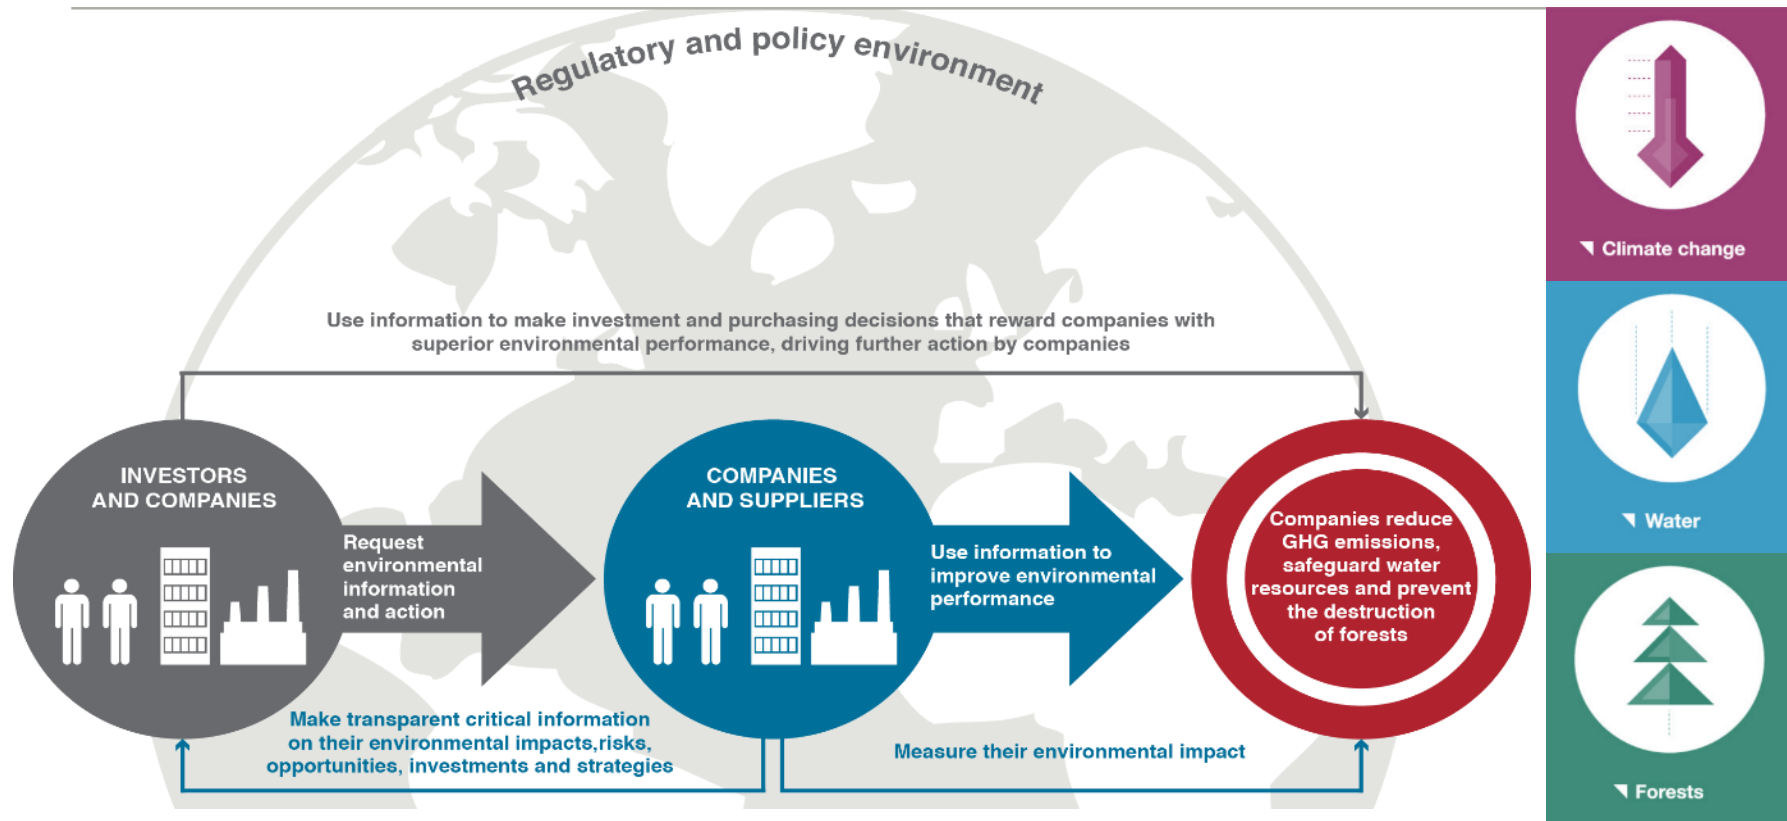 Regulatory and policy environment
Use information to make investment and purchasing decisions that reward companies with
superior environmental performance, driving further action by companies
INVESTORS
AND COMPANIES
Request
environmental
information
and action
COMPANIES
AND SUPPLIERS
Use information to
improve environmental
performance
Companies reduce
GHG emissions,
safeguard water
resources and prevent
the destruction
of forests
Make transparent critical information
on their environmental impacts,risks,
opportunities, investments and strategies
Measure their environmental impact
Climate change
Water
Forests